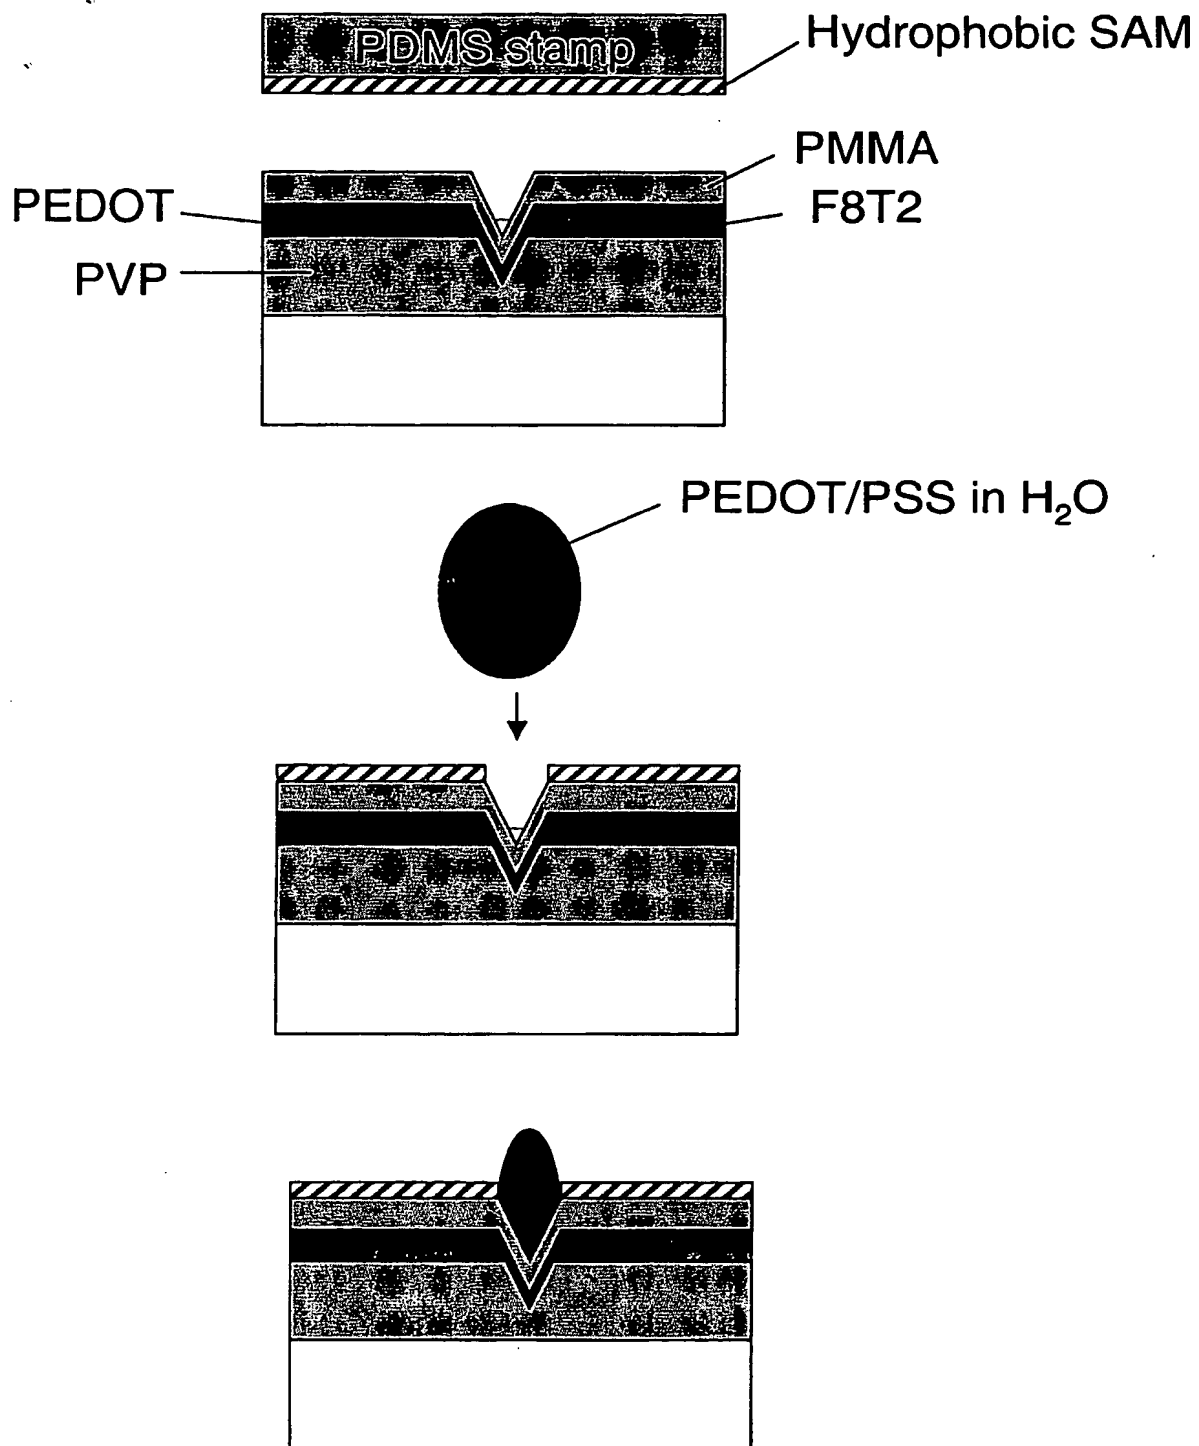 PDMS stamp
Hydrophobic SAM
PMMA
PEDOT
F8T2
PVP
PEDOT/PSS in H₂O